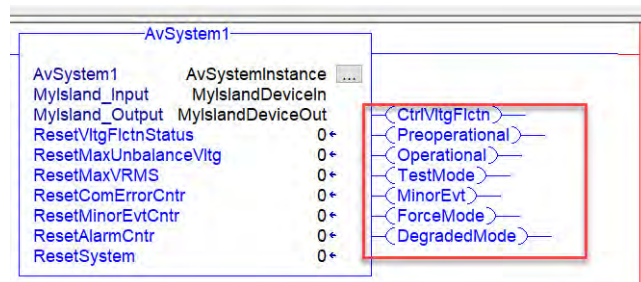 AvSystem1
AvSystem1 AvSystemInstance ...
MyIsland_Input MyIslandDeviceIn
MyIsland_Output MyIslandDeviceOut CtrlVltgFlctn
ResetVltgFlctnStatus 0 Preoperational
ResetMaxUnbalanceVltg 0 Operational
ResetMaxVRMS 0 TestMode
ResetComErrorCntr 0 MinorEvt
ResetMinorEvtCntr 0 ForceMode
ResetAlarmCntr 0 DegradedMode
ResetSystem 0